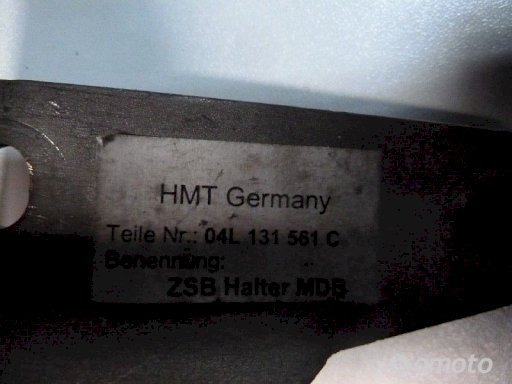 HMT Germany
Teile Nr.: 04L 131 561 C
Benennung:
ZSB Halter MDB